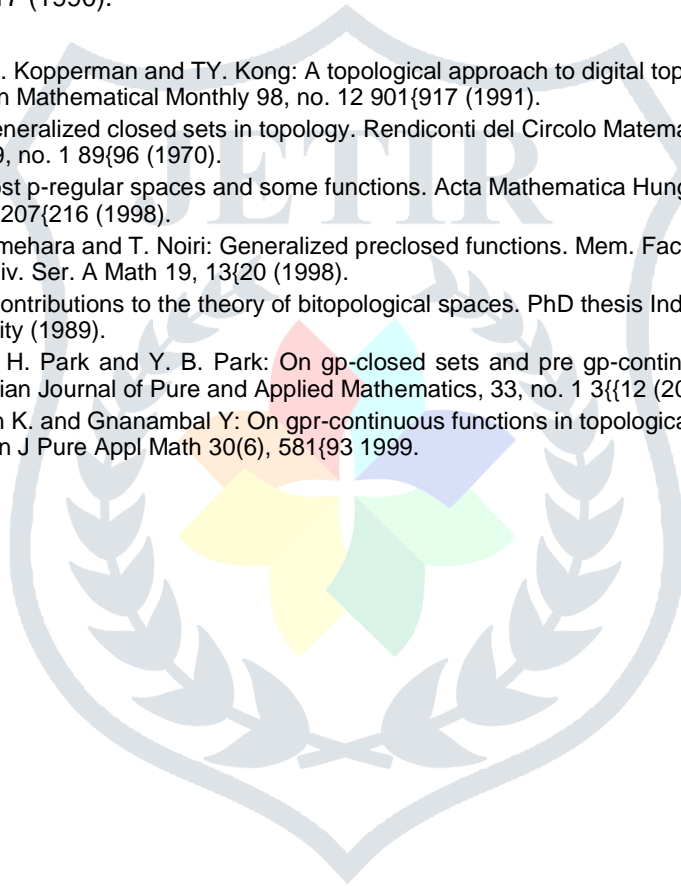 17 (1996).
. Kopperman and TY. Kong: A topological approach to digital top
n Mathematical Monthly 98, no. 12 901{917 (1991).
eneralized closed sets in topology. Rendiconti del Circolo Matema
9, no. 1 89{96 (1970).
ost p-regular spaces and some functions. Acta Mathematica Hung
207{216 (1998).
mehara and T. Noiri: Generalized preclosed functions. Mem. Fac
iv. Ser. A Math 19, 13{20 (1998).
ontributions to the theory of bitopological spaces. PhD thesis Ind
ity (1989).
H. Park and Y. B. Park: On gp-closed sets and pre gp-contin
ian Journal of Pure and Applied Mathematics, 33, no. 1 3{{12 (20
n K. and Gnanambal Y: On gpr-continuous functions in topologica
n J Pure Appl Math 30(6), 581{93 1999.
JETIR